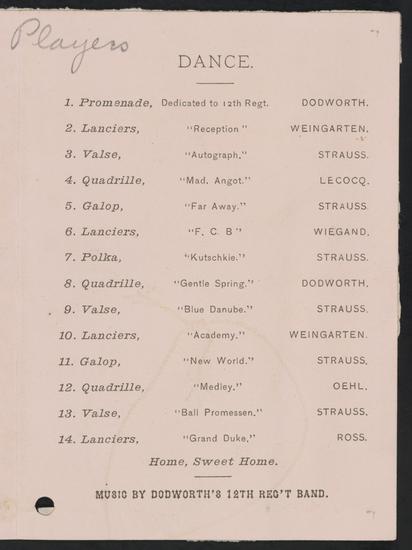 Players
DANCE.
1. Promenade, Dedicated to 12th Regt. DODWORTH.
2. Lanciers, "Reception" WEINGARTEN.
3. Valse, "Autograph." STRAUSS.
4. Quadrille, "Mad. Angot." LECOCQ.
5. Galop, "Far Away." STRAUSS
6. Lanciers, "F. C. B" WIEGAND.
7. Polka, "Kutschkie." STRAUSS.
8. Quadrille, "Gentle Spring." DODWORTH.
9. Valse, "Blue Danube." STRAUSS.
10. Lanciers, "Academy." WEINGARTEN.
11. Galop, "New World." STRAUSS.
12. Quadrille, "Medley." OEHL.
13. Valse, "Ball Promessen." STRAUSS.
14. Lanciers, "Grand Duke." ROSS.
Home, Sweet Home.
MUSIC BY DODWORTH'S 12TH REG'T BAND.